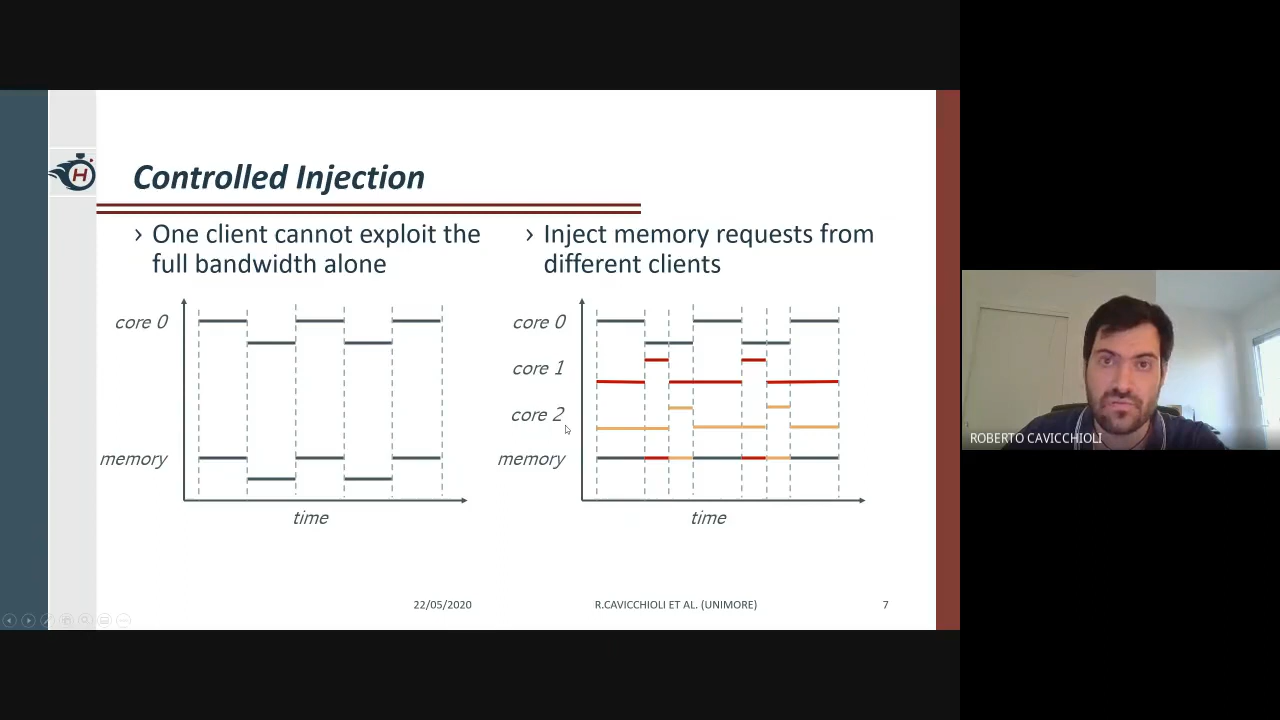 H
Controlled Injection
› One client cannot exploit the
full bandwidth alone
core 0
memory
time
› Inject memory requests from
different clients
core 0
core 1
core 2
memory
time
22/05/2020
R.CAVICCHIOLI ET AL. (UNIMORE)
7
ROBERTO CAVICCHIOLI